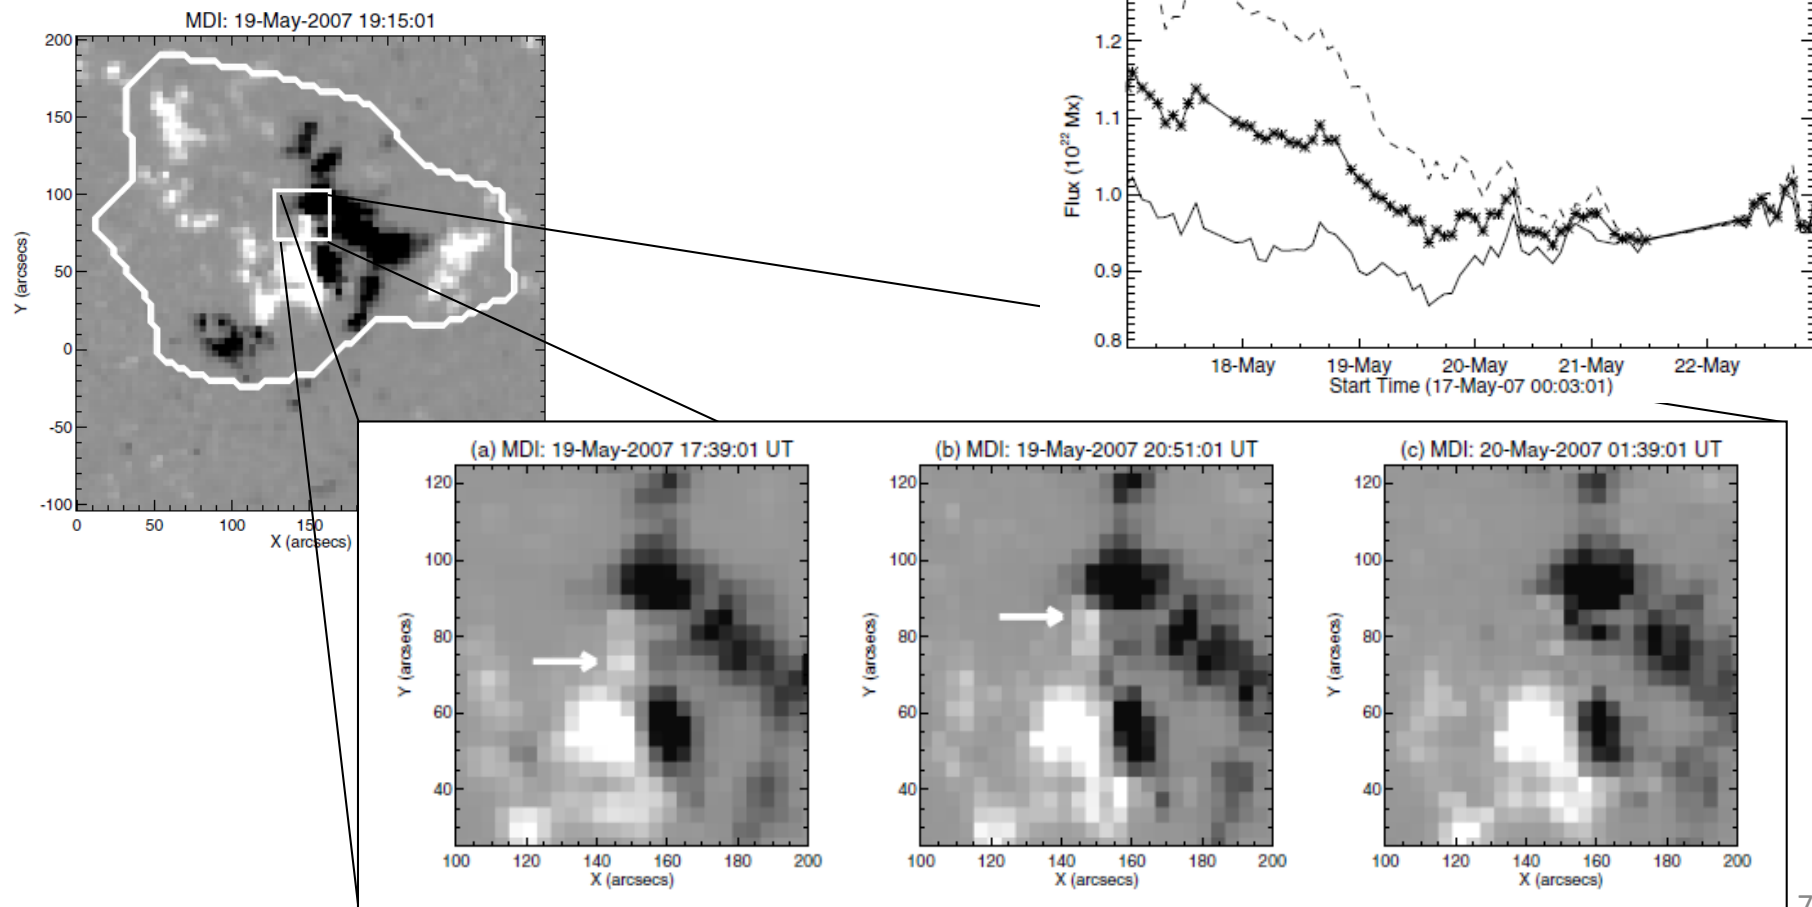 MDI: 19-May-2007 19:15:01
200
150
100
50
0
-50
-100
Y (arcsecs)
0 50 100 150
X (arcsecs)
1.2
1.1
1.0
0.9
0.8
Flux (10²² Mx)
18-May 19-May 20-May 21-May 22-May
Start Time (17-May-07 00:03:01)
(a) MDI: 19-May-2007 17:39:01 UT
120
100
80
60
40
Y (arcsecs)
100 120 140 160 180 200
X (arcsecs)
(b) MDI: 19-May-2007 20:51:01 UT
120
100
80
60
40
Y (arcsecs)
100 120 140 160 180 200
X (arcsecs)
(c) MDI: 20-May-2007 01:39:01 UT
120
100
80
60
40
Y (arcsecs)
100 120 140 160 180 200
X (arcsecs)
7